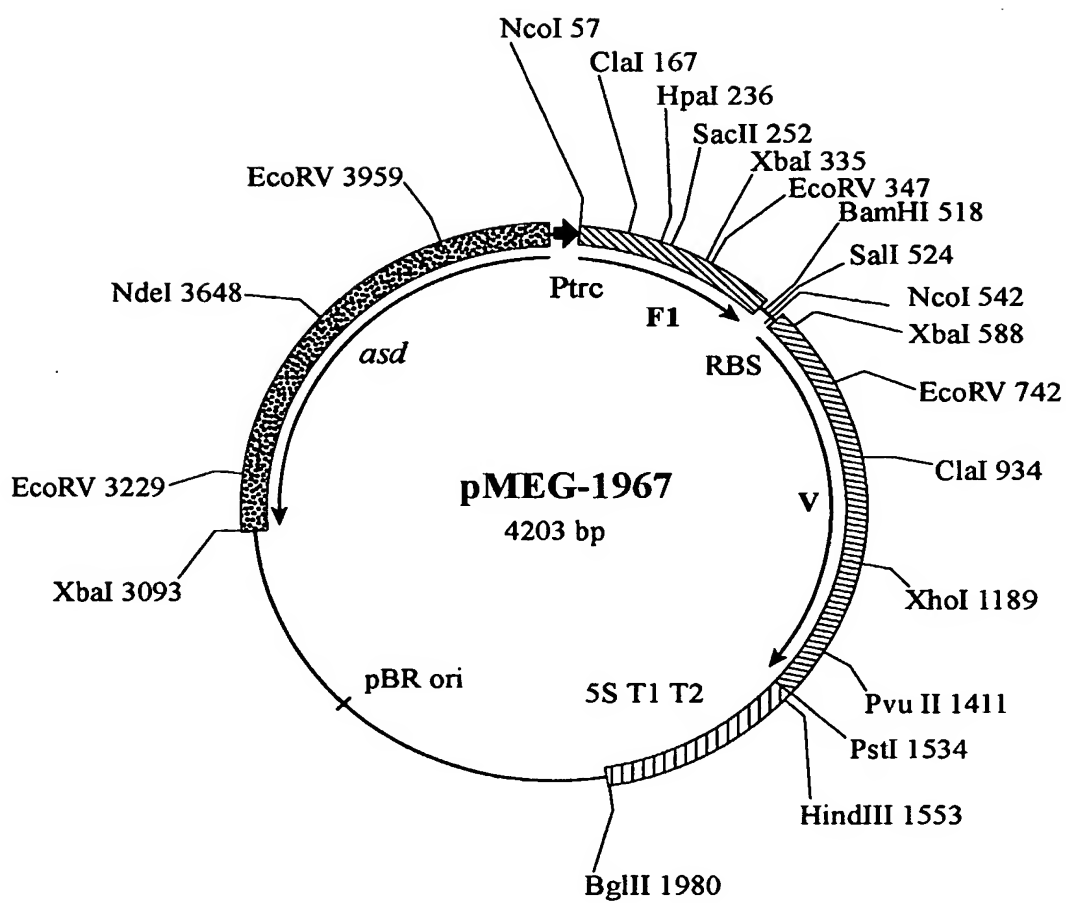 NcoI 57
ClaI 167
HpaI 236
SacII 252
XbaI 335
EcoRV 347
BamHI 518
SalI 524
NcoI 542
XbaI 588
EcoRV 742
ClaI 934
XhoI 1189
Pvu II 1411
PstI 1534
HindIII 1553
BglII 1980
XbaI 3093
EcoRV 3229
NdeI 3648
EcoRV 3959
Ptrc
F1
RBS
V
5S T1 T2
pBR ori
asd
pMEG-1967
4203 bp